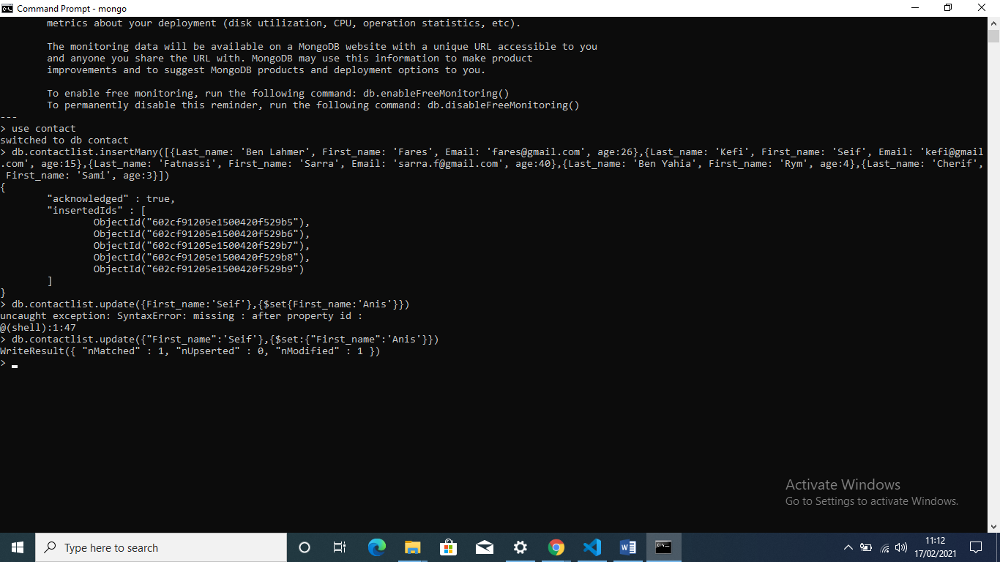 Command Prompt - mongo
metrics about your deployment (disk utilization, CPU, operation statistics, etc).
The monitoring data will be available on a MongoDB website with a unique URL accessible to you
and anyone you share the URL with. MongoDB may use this information to make product
improvements and to suggest MongoDB products and deployment options to you.
To enable free monitoring, run the following command: db.enableFreeMonitoring()
To permanently disable this reminder, run the following command: db.disableFreeMonitoring()
---
> use contact
switched to db contact
> db.contactlist.insertMany([{Last_name: 'Ben Lahmer', First_name: 'Fares', Email: 'fares@gmail.com', age:26},{Last_name: 'Kefi', First_name: 'Seif', Email: 'kefi@gmail
.com', age:15},{Last_name: 'Fatnassi', First_name: 'Sarra', Email: 'sarra.f@gmail.com', age:40},{Last_name: 'Ben Yahia', First_name: 'Rym', age:4},{Last_name: 'Cherif',
First_name: 'Sami', age:3}])
{
"acknowledged" : true,
"insertedIds" : [
ObjectId("602cf91205e1500420f529b5"),
ObjectId("602cf91205e1500420f529b6"),
ObjectId("602cf91205e1500420f529b7"),
ObjectId("602cf91205e1500420f529b8"),
ObjectId("602cf91205e1500420f529b9")
]
}
> db.contactlist.update({First_name:'Seif'},{$set{First_name:'Anis'}})
uncaught exception: SyntaxError: missing : after property id :
@(shell):1:47
> db.contactlist.update({"First_name":'Seif'},{$set:{"First_name":'Anis'}})
WriteResult({ "nMatched" : 1, "nUpserted" : 0, "nModified" : 1 })
>
Activate Windows
Go to Settings to activate Windows.
Type here to search
11:12
17/02/2021